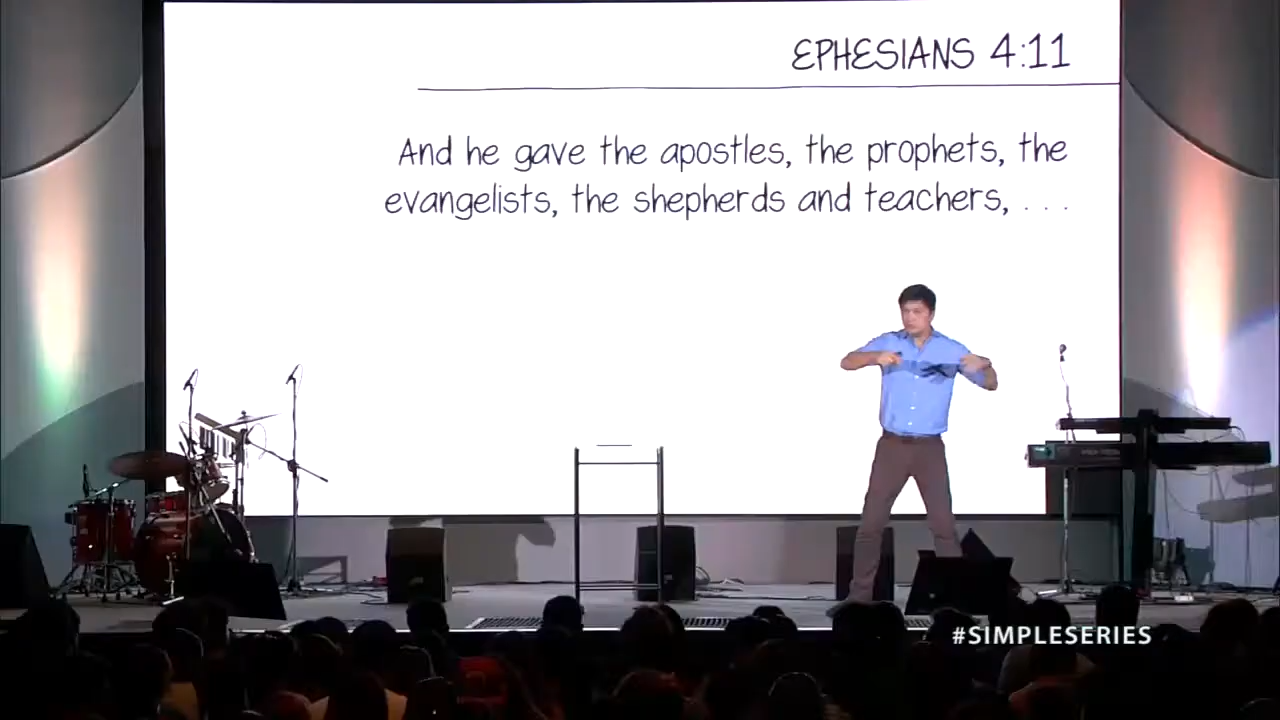 EPHESIANS 4:11
And he gave the apostles, the prophets, the
evangelists, the shepherds and teachers, . . .
#SIMPLESERIES